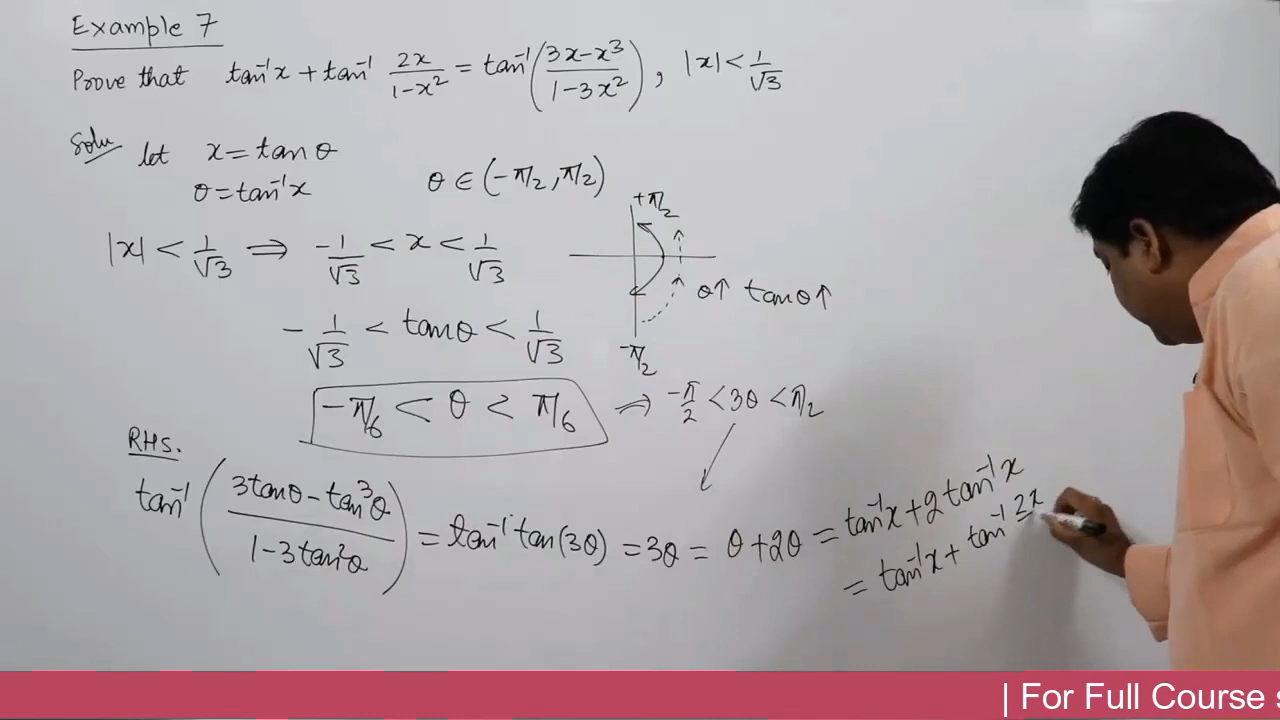 Example 7
Prove that tan⁻¹x + tan⁻¹ 2x/(1-x²) = tan⁻¹((3x-x³)/(1-3x²)), |x| < 1/√3
Solu let x = tan θ
θ = tan⁻¹x θ ∈ (-π/2, π/2)
+π/2
|x| < 1/√3 ⟹ -1/√3 < x < 1/√3
θ↑ tanθ↑
- 1/√3 < tanθ < 1/√3
-π/2
-π/6 < θ < π/6 ⟹ -π/2 < 3θ < π/2
RHS.
tan⁻¹((3tanθ - tan³θ)/(1-3tan²θ)) = tan⁻¹ tan(3θ) = 3θ = θ + 2θ = tan⁻¹x + 2tan⁻¹x
= tan⁻¹x + tan⁻¹ 2x
| For Full Course s